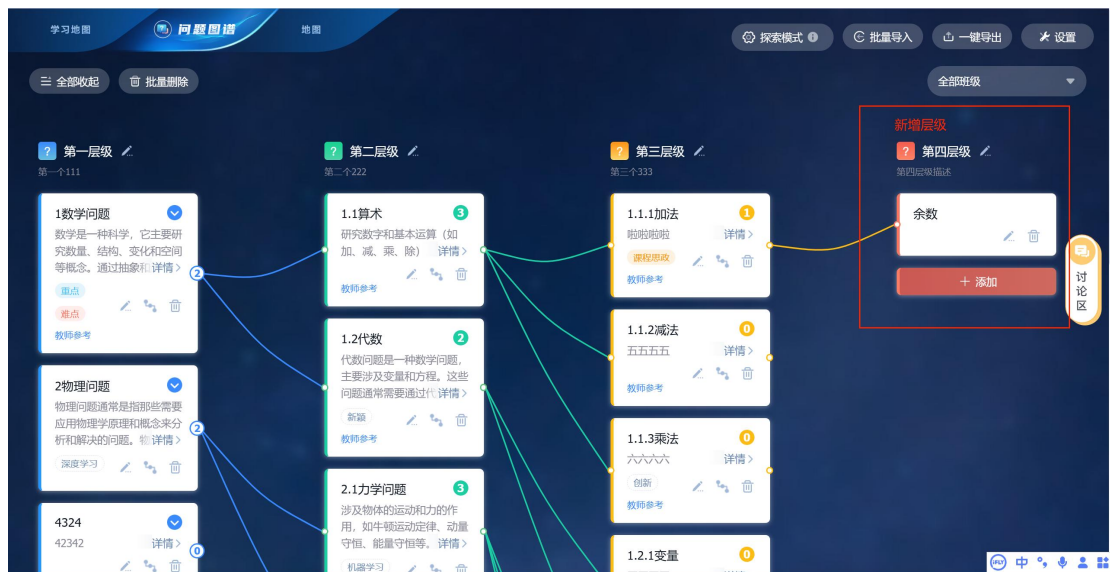 学习地图
问题图谱
地图
探索模式
批量导入
一键导出
设置
全部收起
批量删除
全部班级
新增层级
? 第一层级
第一个111
? 第二层级
第二个222
? 第三层级
第三个333
? 第四层级
第四层级描述
1数学问题
数学是一种科学，它主要研
究数量、结构、变化和空间
等概念。通过抽象和 详情>
2
重点
难点
教师参考
2物理问题
物理问题通常是指那些需要
应用物理学原理和概念来分
析和解决的问题。物 详情>
2
深度学习
4324
42342 详情>
0
1.1算术 3
研究数字和基本运算（如
加、减、乘、除） 详情>
教师参考
1.2代数 2
代数问题是一种数学问题，
主要涉及变量和方程。这些
问题通常需要通过代 详情>
新颖
教师参考
2.1力学问题 3
涉及物体的运动和力的作
用，如牛顿运动定律、动量
守恒、能量守恒等。 详情>
机器学习
1.1.1加法 1
啦啦啦啦 详情>
课程思政
教师参考
1.1.2减法 0
五五五五 详情>
教师参考
1.1.3乘法 0
六六六六 详情>
创新
教师参考
1.2.1变量 0
余数
+ 添加
讨
论
区
iFLY 中